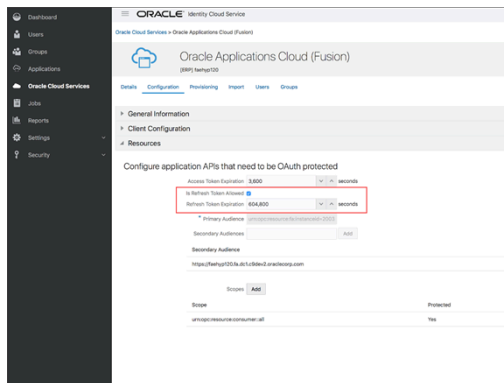 Dashboard
Users
Groups
Applications
Oracle Cloud Services
Jobs
Reports
Settings
Security
ORACLE Identity Cloud Service
Oracle Cloud Services > Oracle Applications Cloud (Fusion)
Oracle Applications Cloud (Fusion)
[ERP] faehyp120
Details Configuration Provisioning Import Users Groups
General Information
Client Configuration
Resources
Configure application APIs that need to be OAuth protected
Access Token Expiration 3,600 seconds
Is Refresh Token Allowed
Refresh Token Expiration 604,800 seconds
* Primary Audience
Secondary Audiences Add
Secondary Audience
Scopes Add
Scope Protected
urn:opc:resource:consumer::all Yes